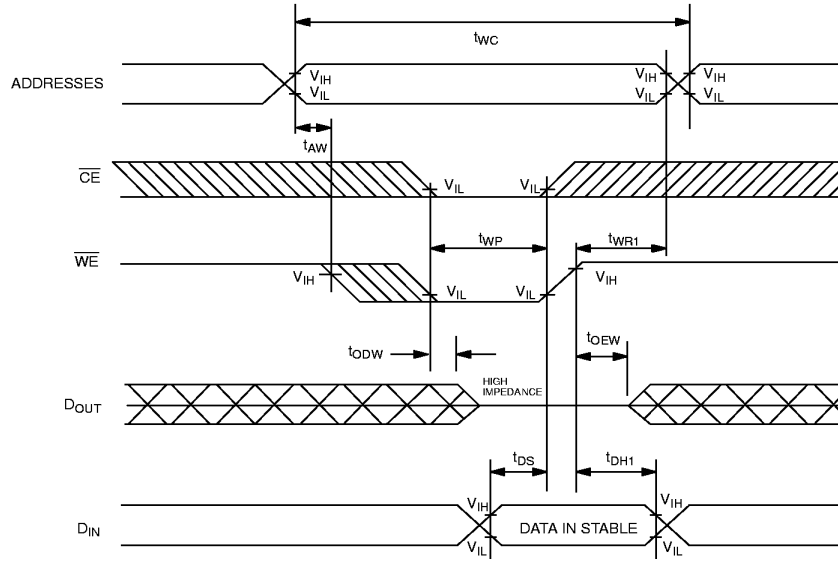 tWC
ADDRESSES
VIH VIH VIH
VIL VIL VIL
tAW
CE VIL VIL
tWP tWR1
WE
VIH VIH
VIL VIL
tODW tOEW
HIGH
IMPEDANCE
DOUT
tDS tDH1
VIH VIH
DIN DATA IN STABLE
VIL VIL